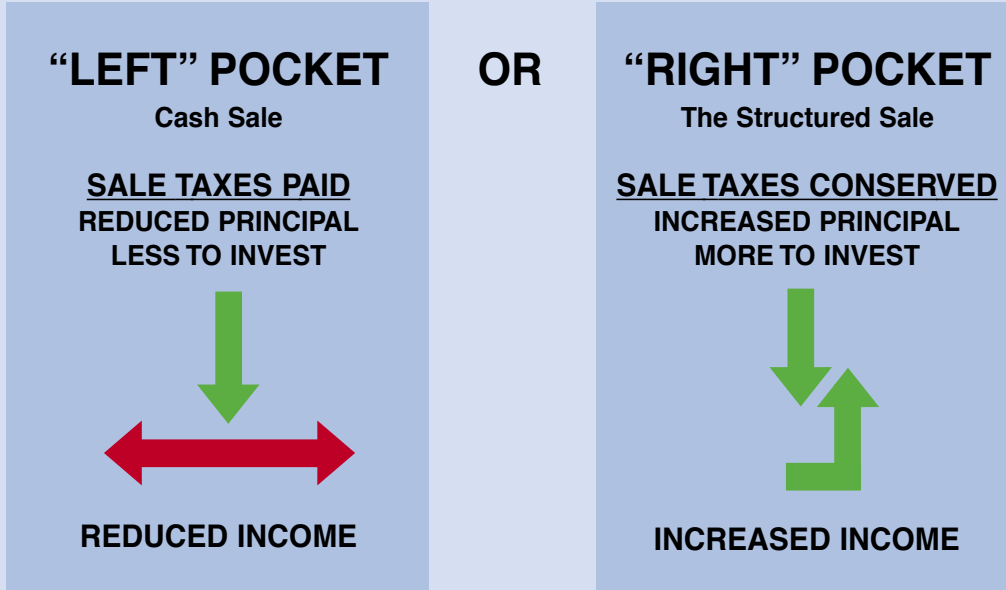 “LEFT” POCKET
Cash Sale
SALE TAXES PAID
REDUCED PRINCIPAL
LESS TO INVEST
REDUCED INCOME
OR
“RIGHT” POCKET
The Structured Sale
SALE TAXES CONSERVED
INCREASED PRINCIPAL
MORE TO INVEST
INCREASED INCOME